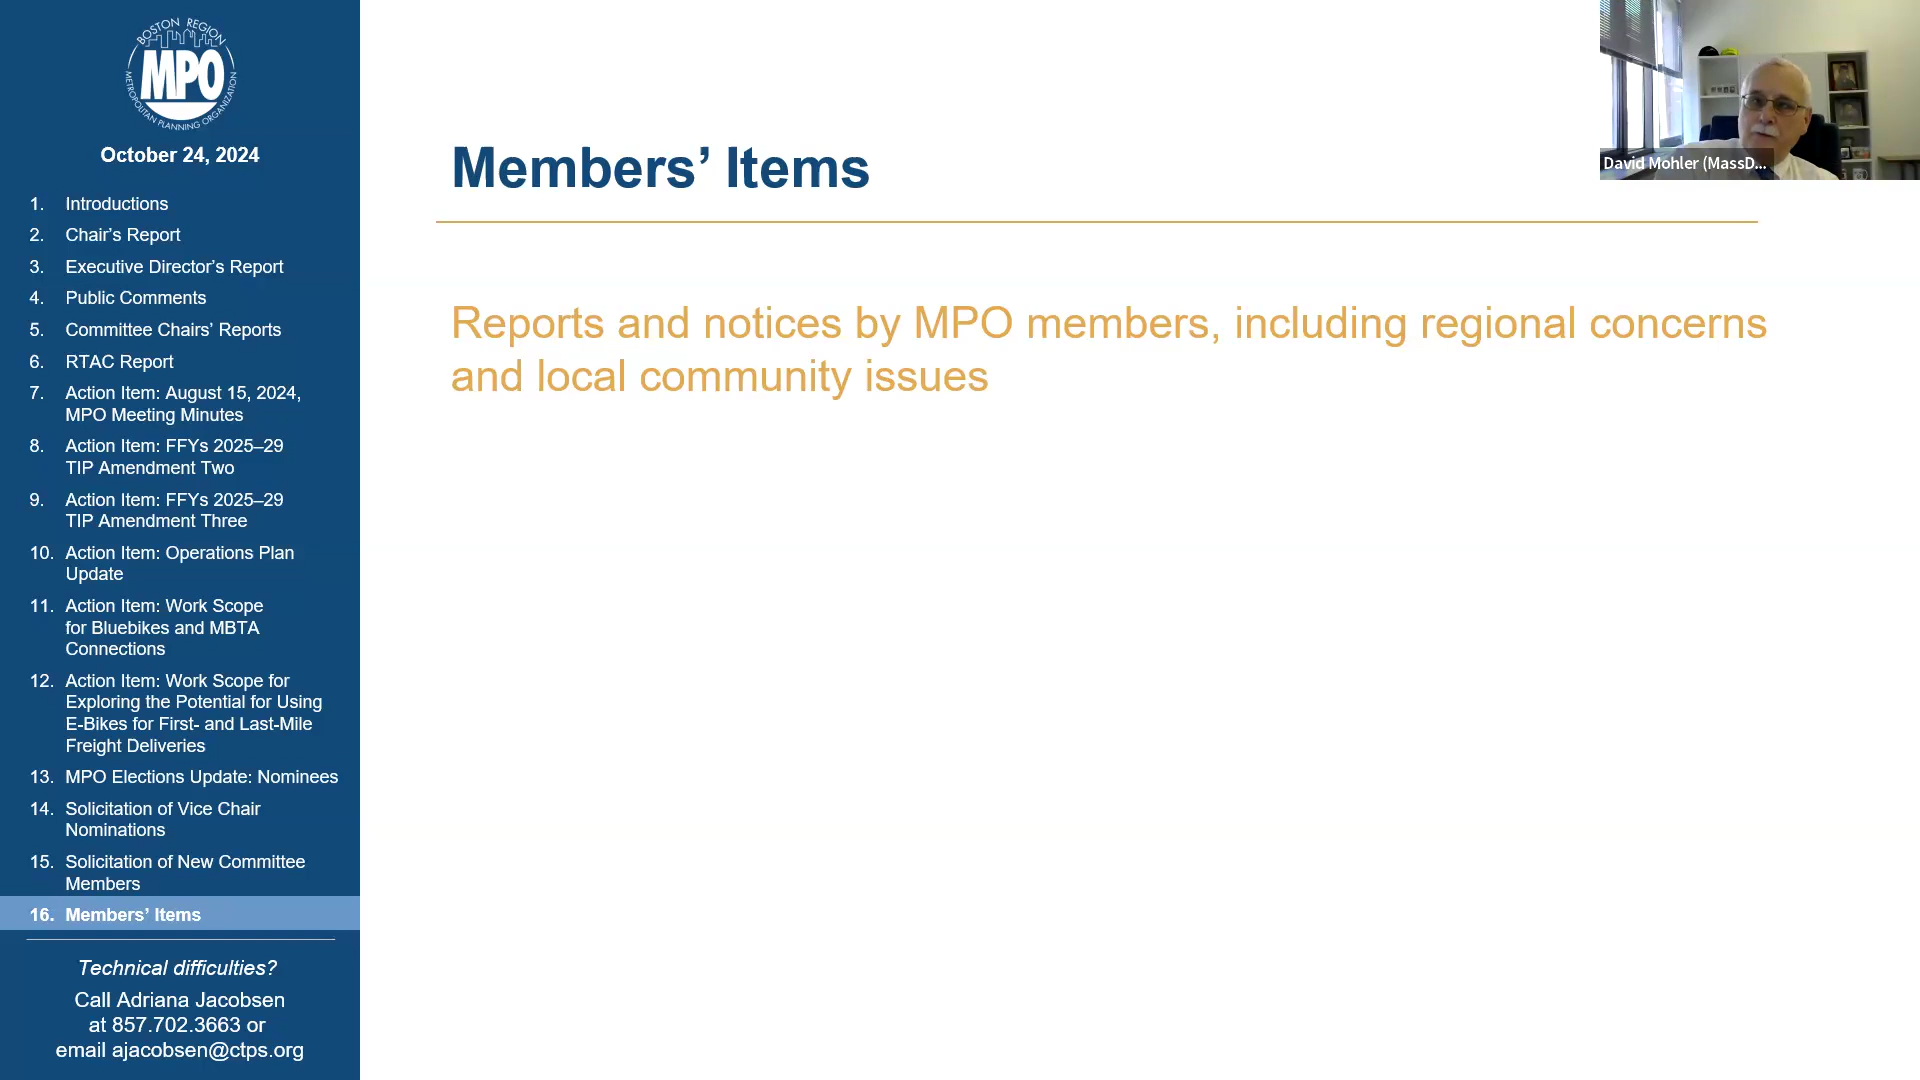 BOSTON REGION
MPO
METROPOLITAN PLANNING ORGANIZATION
October 24, 2024
1. Introductions
2. Chair’s Report
3. Executive Director’s Report
4. Public Comments
5. Committee Chairs’ Reports
6. RTAC Report
7. Action Item: August 15, 2024,
MPO Meeting Minutes
8. Action Item: FFYs 2025–29
TIP Amendment Two
9. Action Item: FFYs 2025–29
TIP Amendment Three
10. Action Item: Operations Plan
Update
11. Action Item: Work Scope
for Bluebikes and MBTA
Connections
12. Action Item: Work Scope for
Exploring the Potential for Using
E-Bikes for First- and Last-Mile
Freight Deliveries
13. MPO Elections Update: Nominees
14. Solicitation of Vice Chair
Nominations
15. Solicitation of New Committee
Members
16. Members’ Items
Technical difficulties?
Call Adriana Jacobsen
at 857.702.3663 or
email ajacobsen@ctps.org
Members’ Items
Reports and notices by MPO members, including regional concerns
and local community issues
David Mohler (MassD...